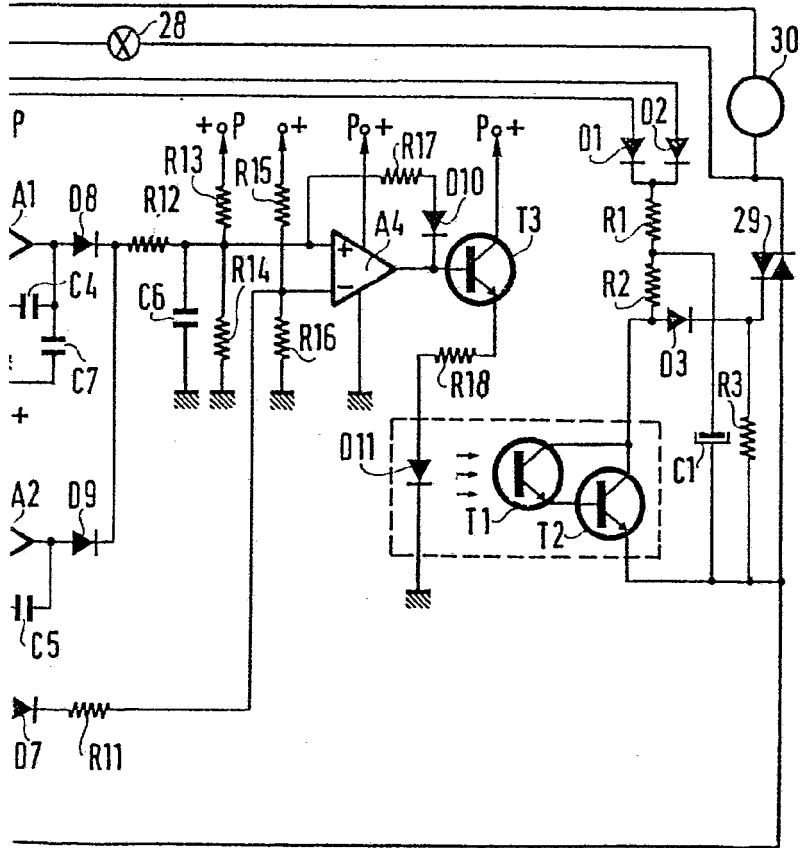 28
30
P
+ P
+
P +
P +
R13
R15
R17
D1
D2
A1
D8
R12
D10
A4
T3
R1
29
+
−
C4
C6
R14
R2
R16
C7
R18
D3
R3
+
D11
C1
A2
D9
T1
T2
C5
D7
R11